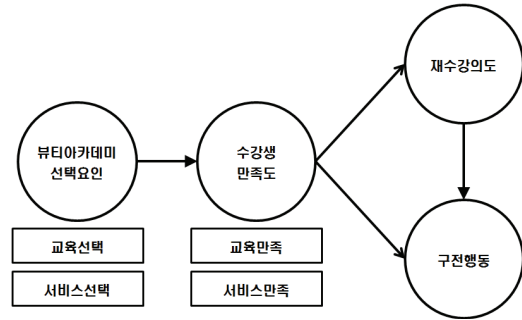 재수강의도
뷰티아카데미
선택요인
수강생
만족도
교육선택
교육만족
구전행동
서비스선택
서비스만족